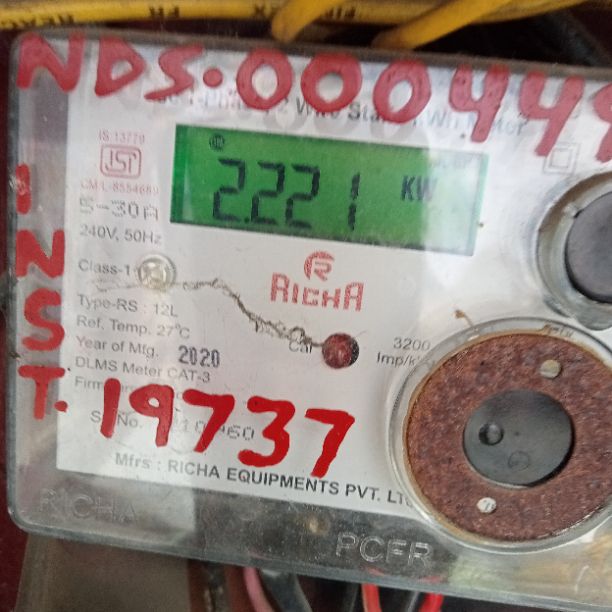 NDS.000449
IS 13779
ISI
CM/L-8554689
5-30A
240V, 50Hz
Class-1
2.221 KW
RICHA
Type-RS : 12L
Ref. Temp. 27°C
Year of Mfg. 2020
DLMS Meter CAT-3
Cal
3200
INST. 19737
Mfrs : RICHA EQUIPMENTS PVT. LT
RICHA
PCFR